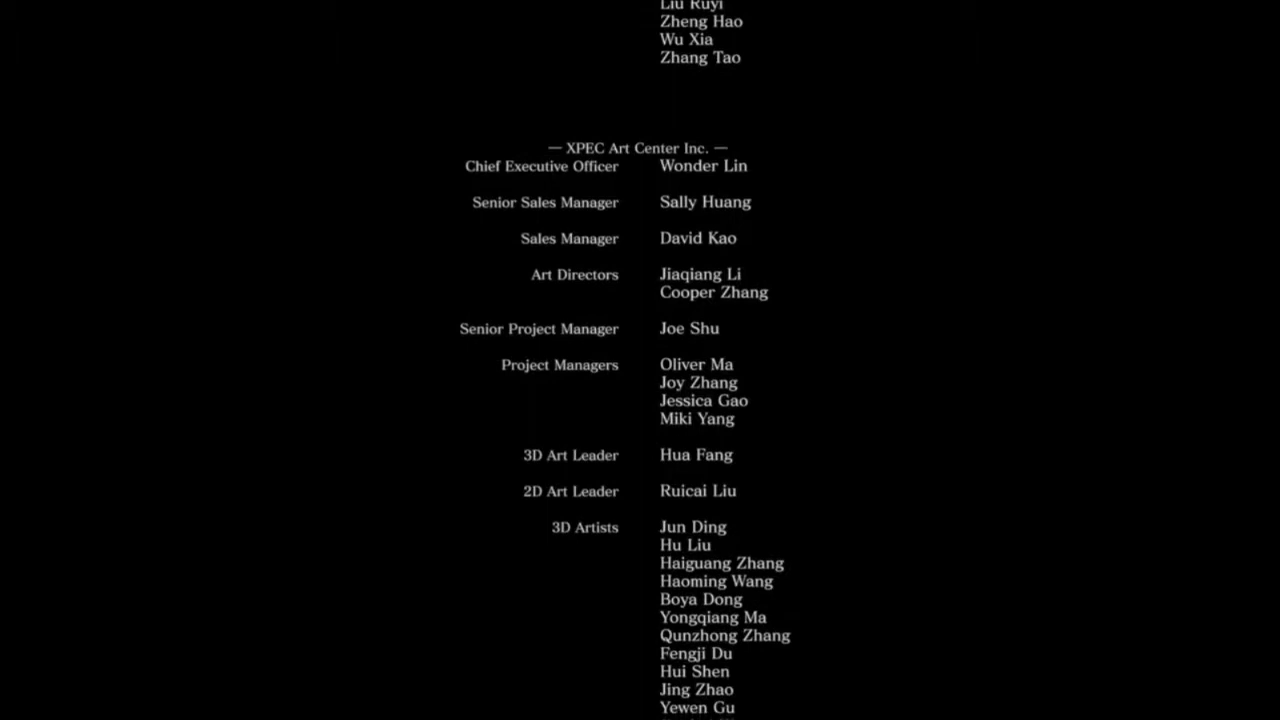 Liu Ruyi
Zheng Hao
Wu Xia
Zhang Tao
— XPEC Art Center Inc. —
Chief Executive Officer Wonder Lin
Senior Sales Manager Sally Huang
Sales Manager David Kao
Art Directors Jiaqiang Li
Cooper Zhang
Senior Project Manager Joe Shu
Project Managers Oliver Ma
Joy Zhang
Jessica Gao
Miki Yang
3D Art Leader Hua Fang
2D Art Leader Ruicai Liu
3D Artists Jun Ding
Hu Liu
Haiguang Zhang
Haoming Wang
Boya Dong
Yongqiang Ma
Qunzhong Zhang
Fengji Du
Hui Shen
Jing Zhao
Yewen Gu